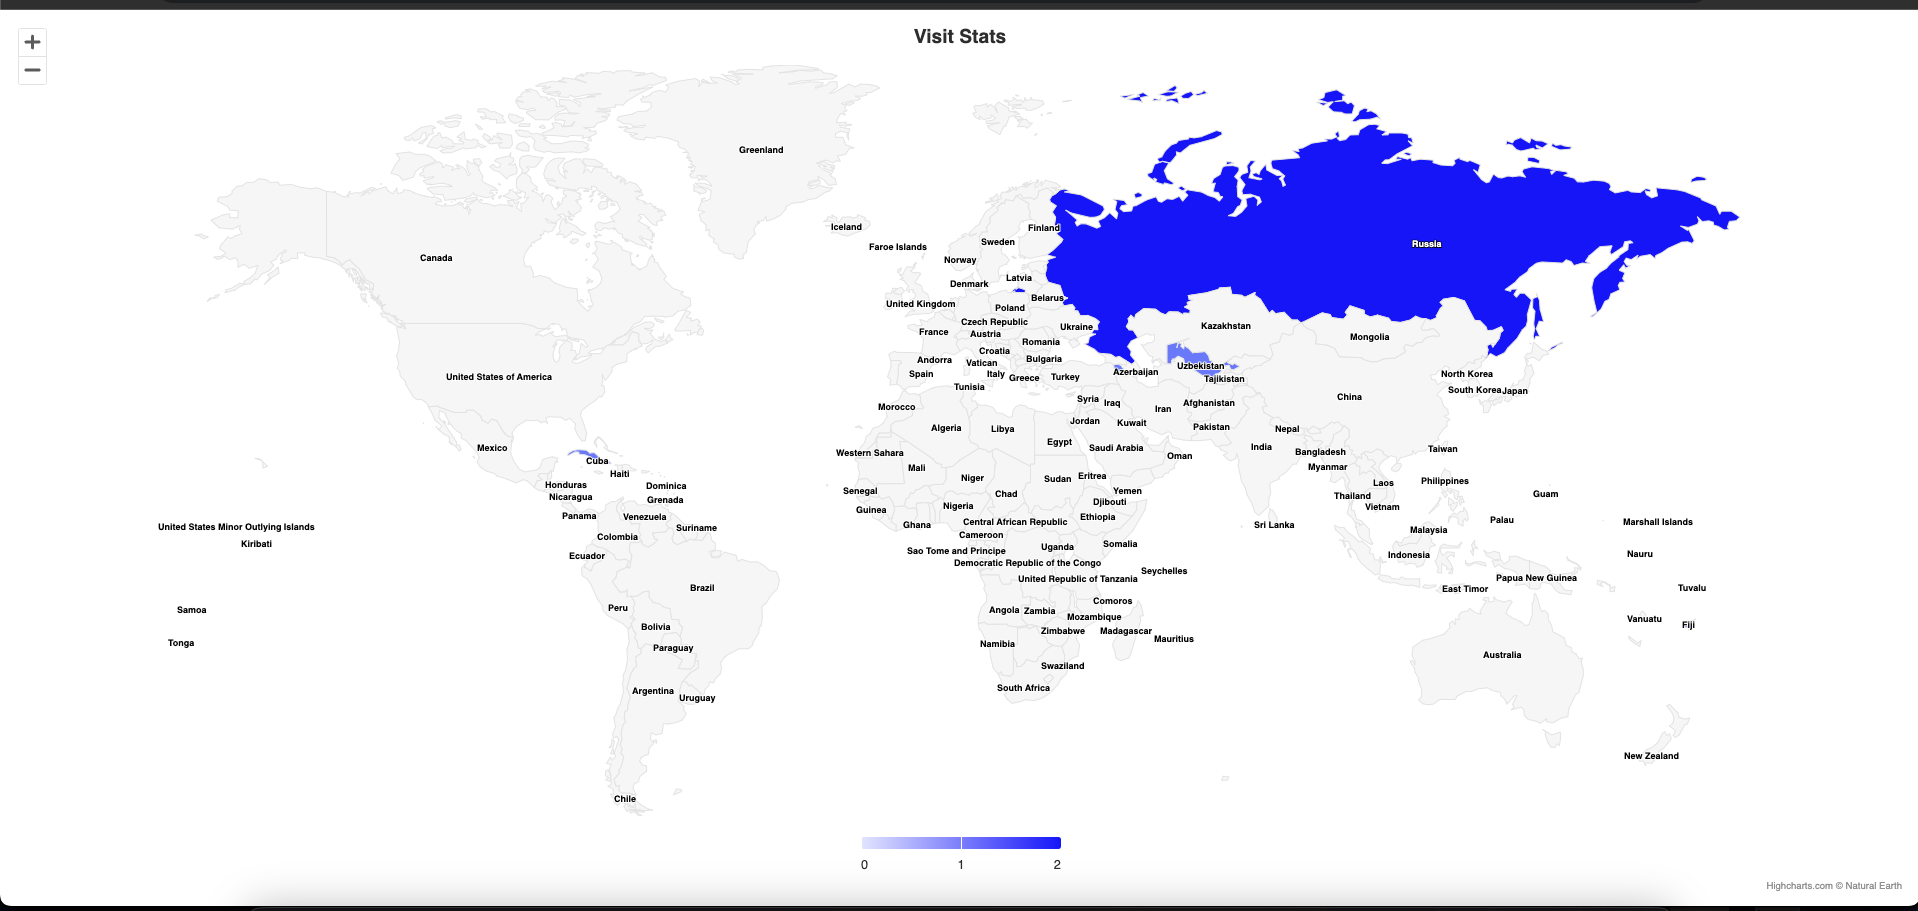 Visit Stats
+
−
Greenland
Iceland
Finland
Faroe Islands
Sweden
Russia
Canada
Norway
Latvia
Denmark
Belarus
United Kingdom
Poland
Czech Republic
Ukraine
Kazakhstan
France
Austria
Mongolia
Romania
Croatia
Andorra
Bulgaria
Vatican
Uzbekistan
Spain
Italy
Greece
Turkey
Azerbaijan
Tajikistan
North Korea
United States of America
Tunisia
South Korea
Japan
China
Syria
Iraq
Iran
Afghanistan
Morocco
Jordan
Kuwait
Pakistan
Nepal
Algeria
Libya
Egypt
Saudi Arabia
India
Taiwan
Mexico
Western Sahara
Oman
Bangladesh
Cuba
Mali
Myanmar
Haiti
Niger
Sudan
Eritrea
Laos
Philippines
Honduras
Dominica
Senegal
Chad
Yemen
Thailand
Guam
Nicaragua
Grenada
Nigeria
Djibouti
Vietnam
Guinea
Panama
Venezuela
Ethiopia
Central African Republic
Palau
Marshall Islands
United States Minor Outlying Islands
Suriname
Ghana
Sri Lanka
Malaysia
Colombia
Cameroon
Kiribati
Ecuador
Sao Tome and Principe
Uganda
Somalia
Indonesia
Nauru
Democratic Republic of the Congo
Seychelles
United Republic of Tanzania
Papua New Guinea
Brazil
East Timor
Tuvalu
Samoa
Peru
Angola
Zambia
Comoros
Mozambique
Vanuatu
Fiji
Bolivia
Zimbabwe
Madagascar
Mauritius
Tonga
Paraguay
Namibia
Australia
Swaziland
Argentina
Uruguay
South Africa
New Zealand
Chile
0
1
2
Highcharts.com © Natural Earth